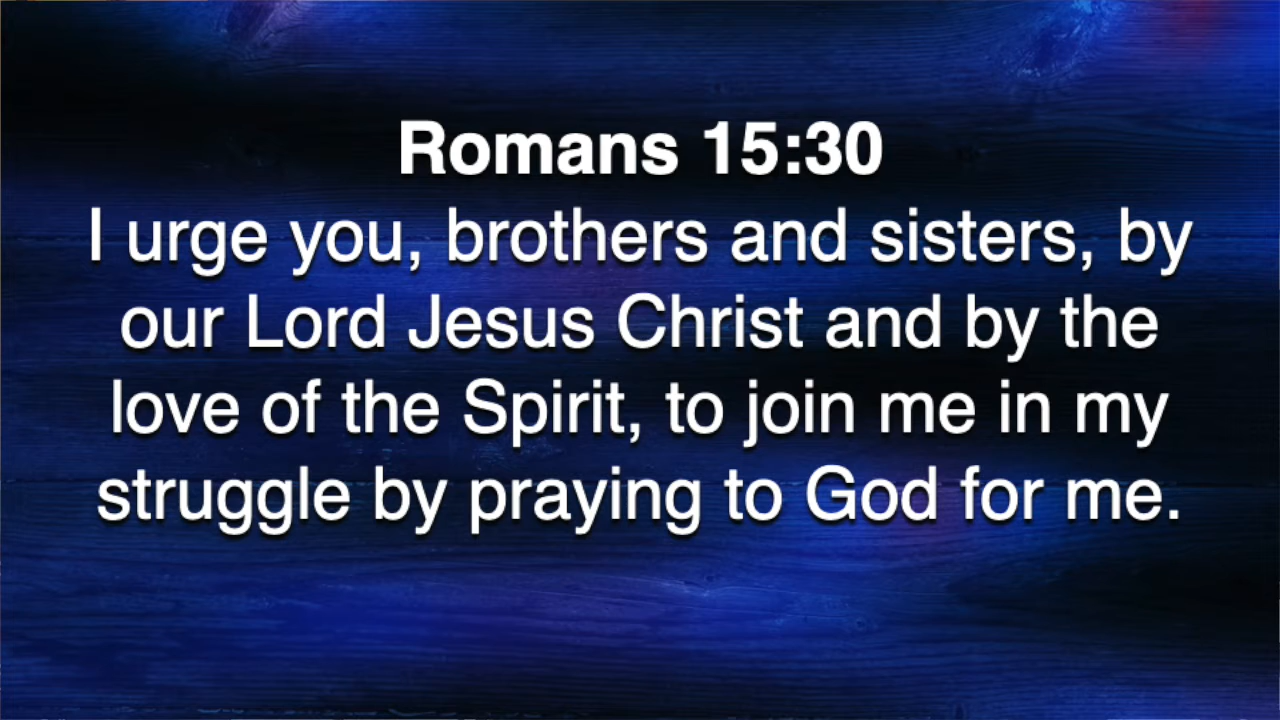 Romans 15:30
I urge you, brothers and sisters, by
our Lord Jesus Christ and by the
love of the Spirit, to join me in my
struggle by praying to God for me.